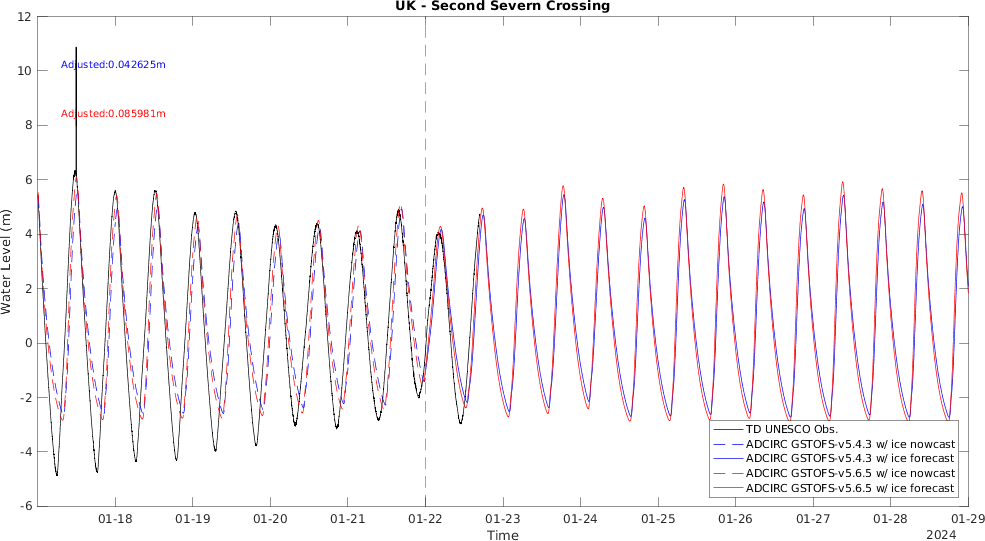 UK - Second Severn Crossing
12
10
8
6
4
2
0
-2
-4
-6
Water Level (m)
Adjusted:0.042625m
Adjusted:0.085981m
TD UNESCO Obs.
ADCIRC GSTOFS-v5.4.3 w/ ice nowcast
ADCIRC GSTOFS-v5.4.3 w/ ice forecast
ADCIRC GSTOFS-v5.6.5 w/ ice nowcast
ADCIRC GSTOFS-v5.6.5 w/ ice forecast
01-18 01-19 01-20 01-21 01-22 01-23 01-24 01-25 01-26 01-27 01-28 01-29
Time
2024